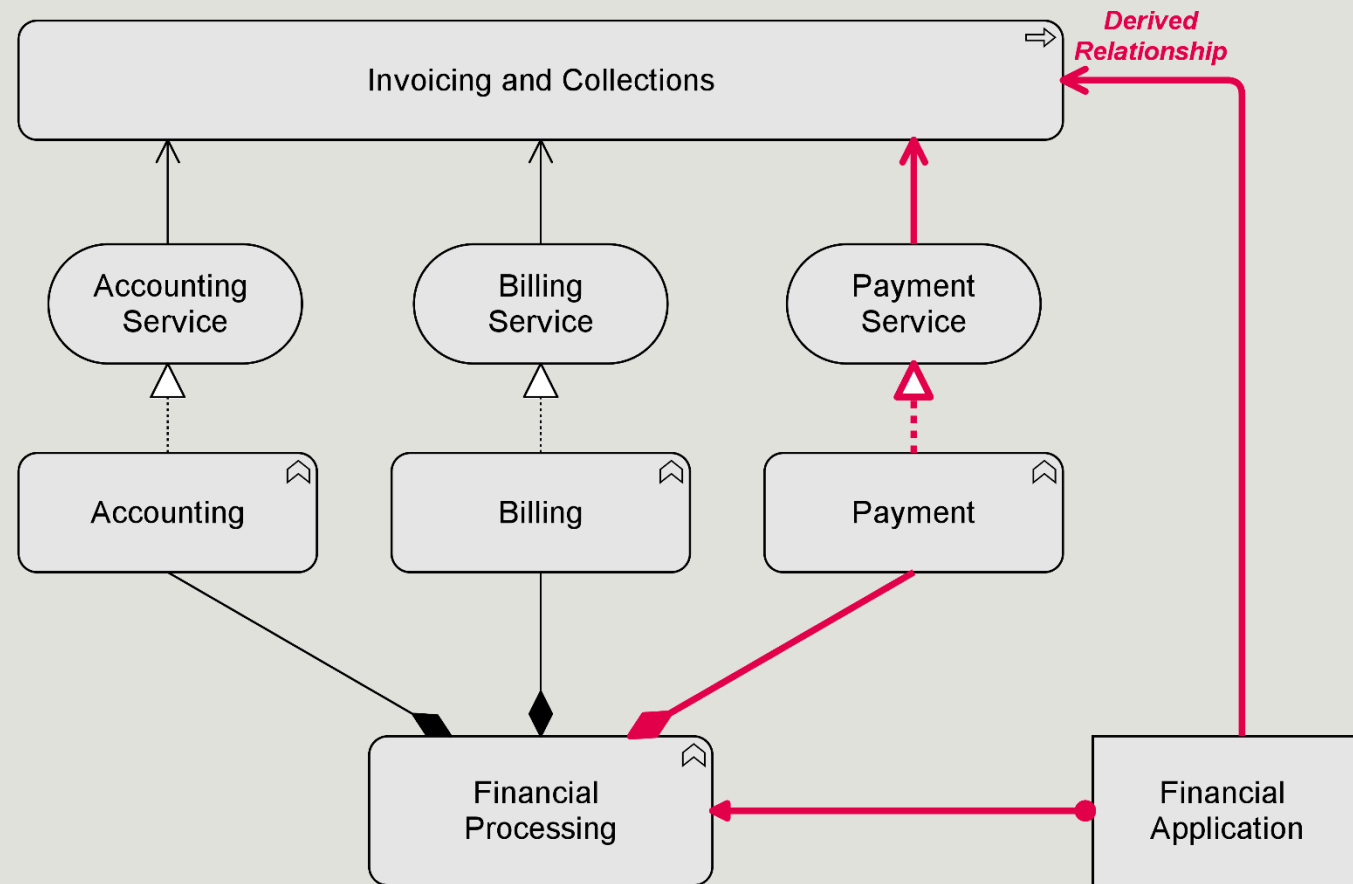 Derived
Relationship
Invoicing and Collections
Accounting
Service
Billing
Service
Payment
Service
Accounting
Billing
Payment
Financial
Processing
Financial
Application